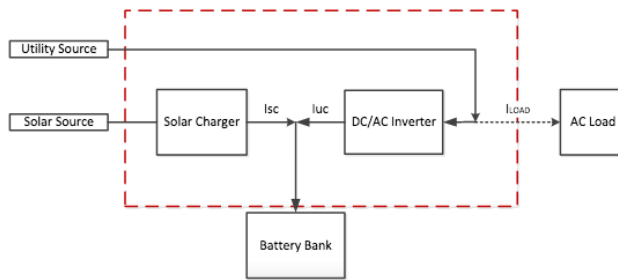 Utility Source
Solar Source
Solar Charger
Isc
Iuc
DC/AC Inverter
ILOAD
AC Load
Battery Bank